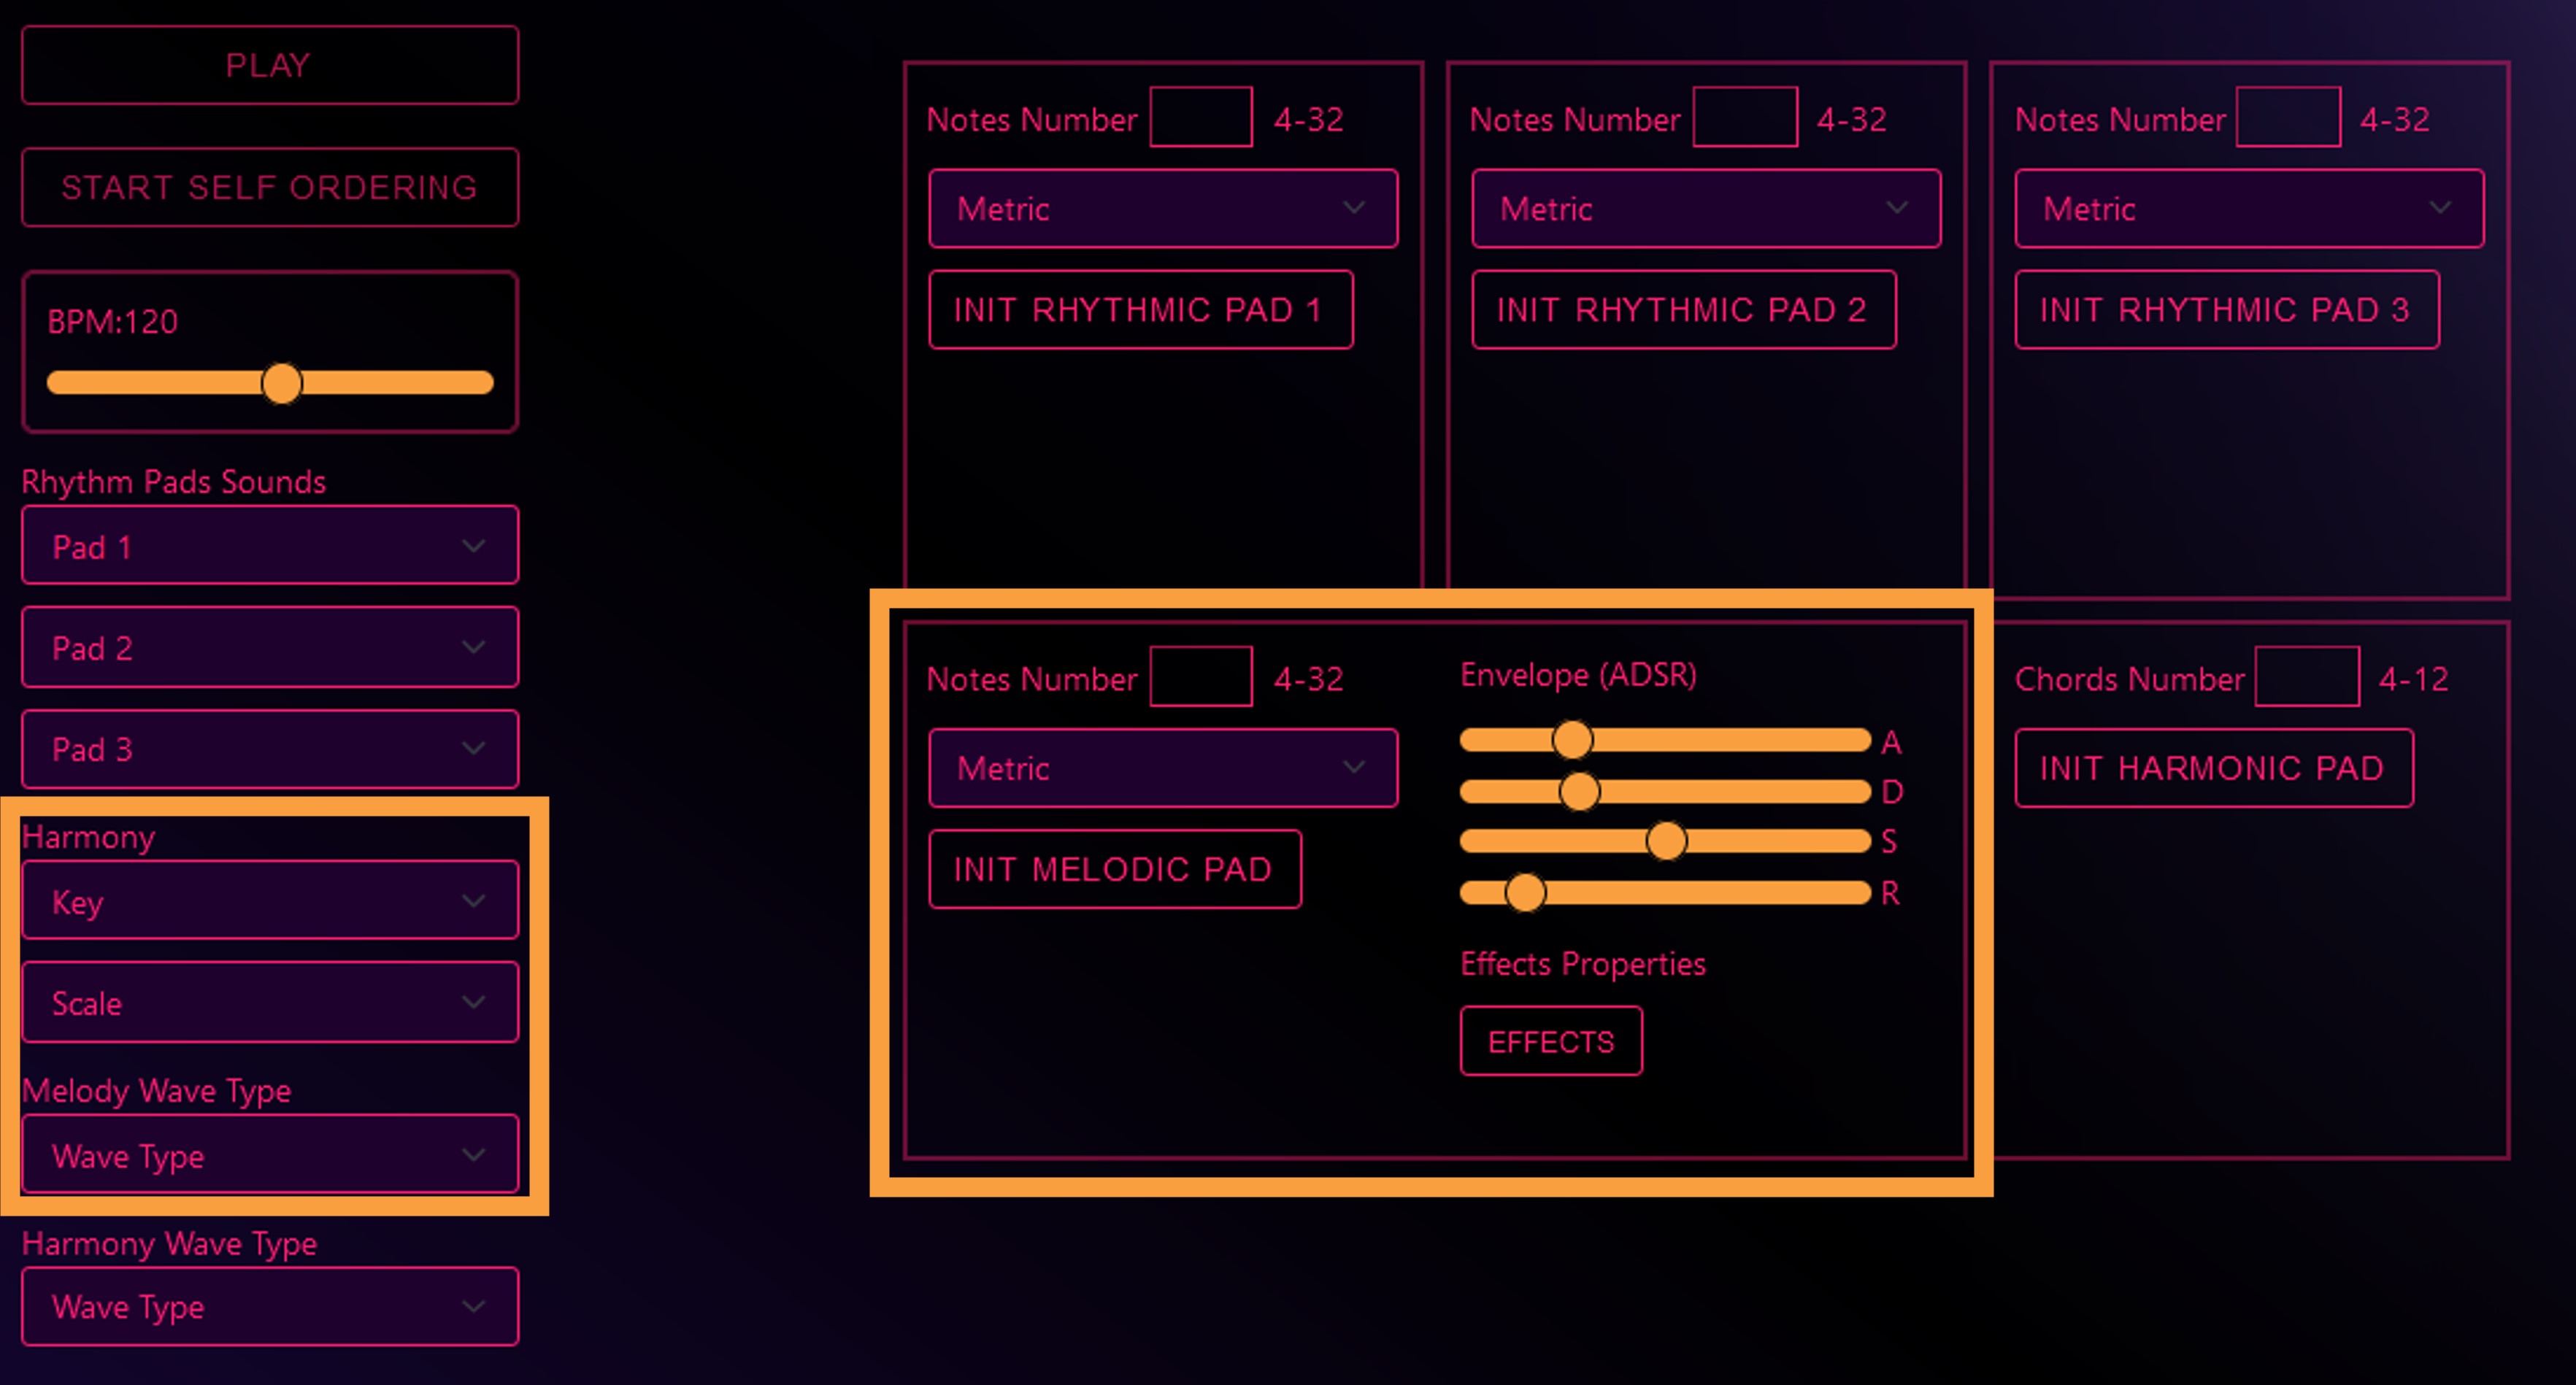 PLAY
START SELF ORDERING
BPM:120
Rhythm Pads Sounds
Pad 1
Pad 2
Pad 3
Harmony
Key
Scale
Melody Wave Type
Wave Type
Harmony Wave Type
Wave Type
Notes Number 4-32
Metric
INIT RHYTHMIC PAD 1
Notes Number 4-32
Metric
INIT RHYTHMIC PAD 2
Notes Number 4-32
Metric
INIT RHYTHMIC PAD 3
Notes Number 4-32
Metric
INIT MELODIC PAD
Envelope (ADSR)
A
D
S
R
Effects Properties
EFFECTS
Chords Number 4-12
INIT HARMONIC PAD